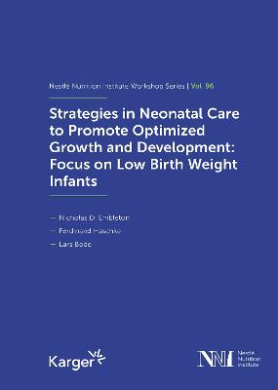 Nestlé Nutrition Institute Workshop Series | Vol. 96
Strategies in Neonatal Care
to Promote Optimized
Growth and Development:
Focus on Low Birth Weight
Infants
— Nicholas D. Embleton
— Ferdinand Haschke
— Lars Bode
Karger
NNI
Nestlé
Nutrition
Institute